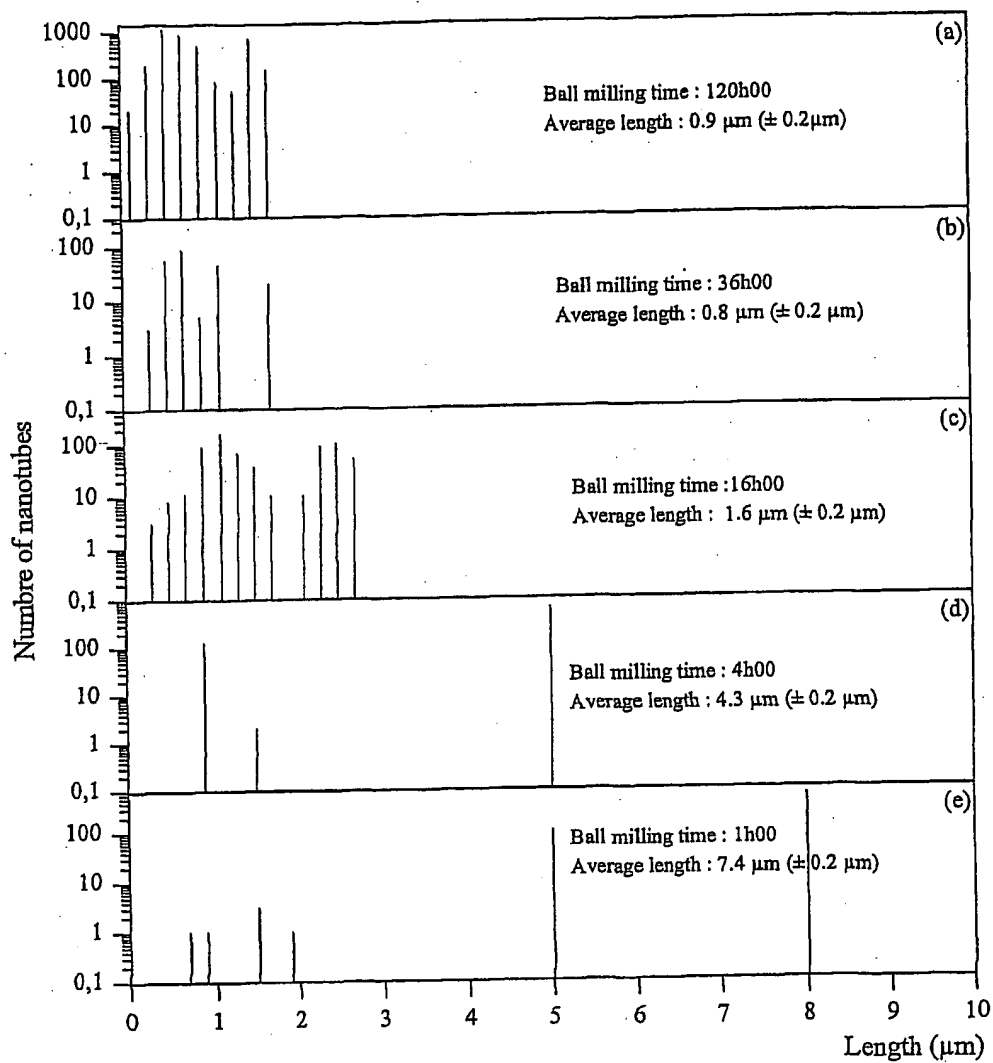 (a)
1000
100
10
1
0,1
Ball milling time : 120h00
Average length : 0.9 µm (± 0.2µm)
(b)
100
10
1
0,1
Ball milling time : 36h00
Average length : 0.8 µm (± 0.2 µm)
(c)
100
10
1
0,1
Ball milling time :16h00
Average length : 1.6 µm (± 0.2 µm)
(d)
100
10
1
0,1
Ball milling time : 4h00
Average length : 4.3 µm (± 0.2 µm)
(e)
100
10
1
0,1
Ball milling time : 1h00
Average length : 7.4 µm (± 0.2 µm)
Numbre of nanotubes
0 1 2 3 4 5 6 7 8 9 10
Length (µm)